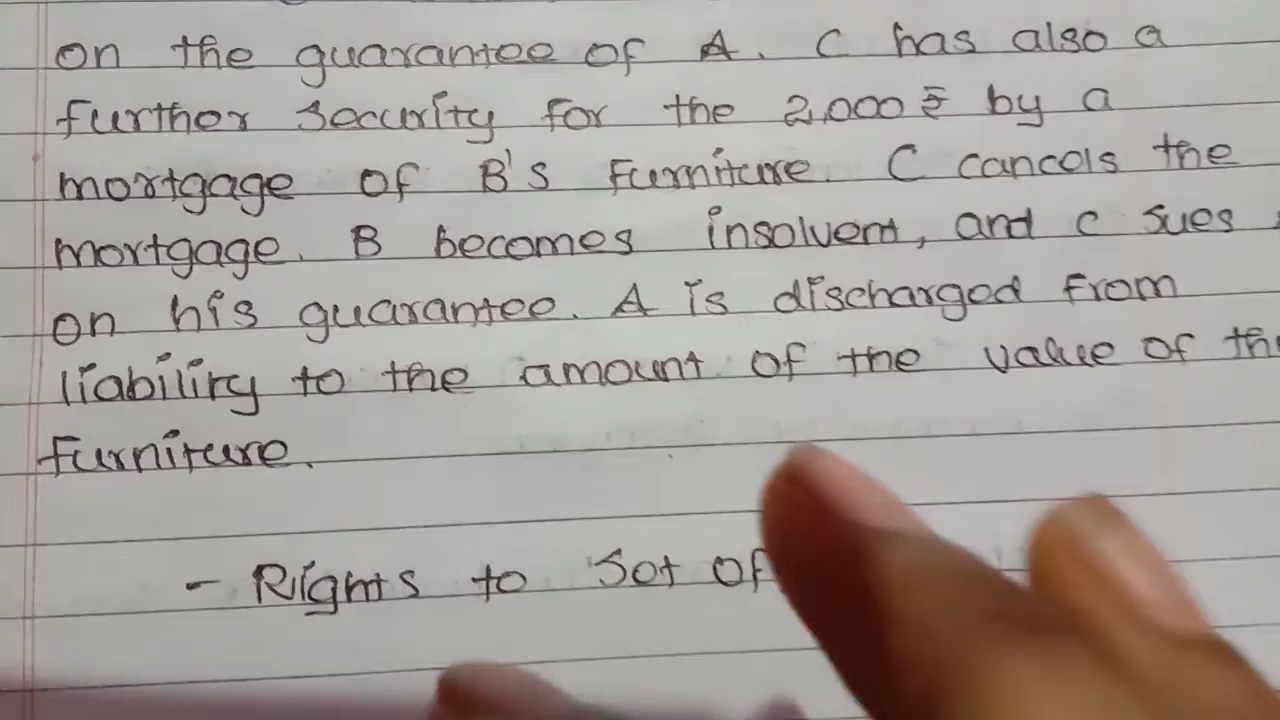 on the guarantee of A. C has also a
further security for the 2,000 ₹ by a
mortgage of B's Furniture. C cancels the
mortgage. B becomes insolvent, and C sues
on his guarantee. A is discharged from
liability to the amount of the value of
furniture.
- Rights to Set